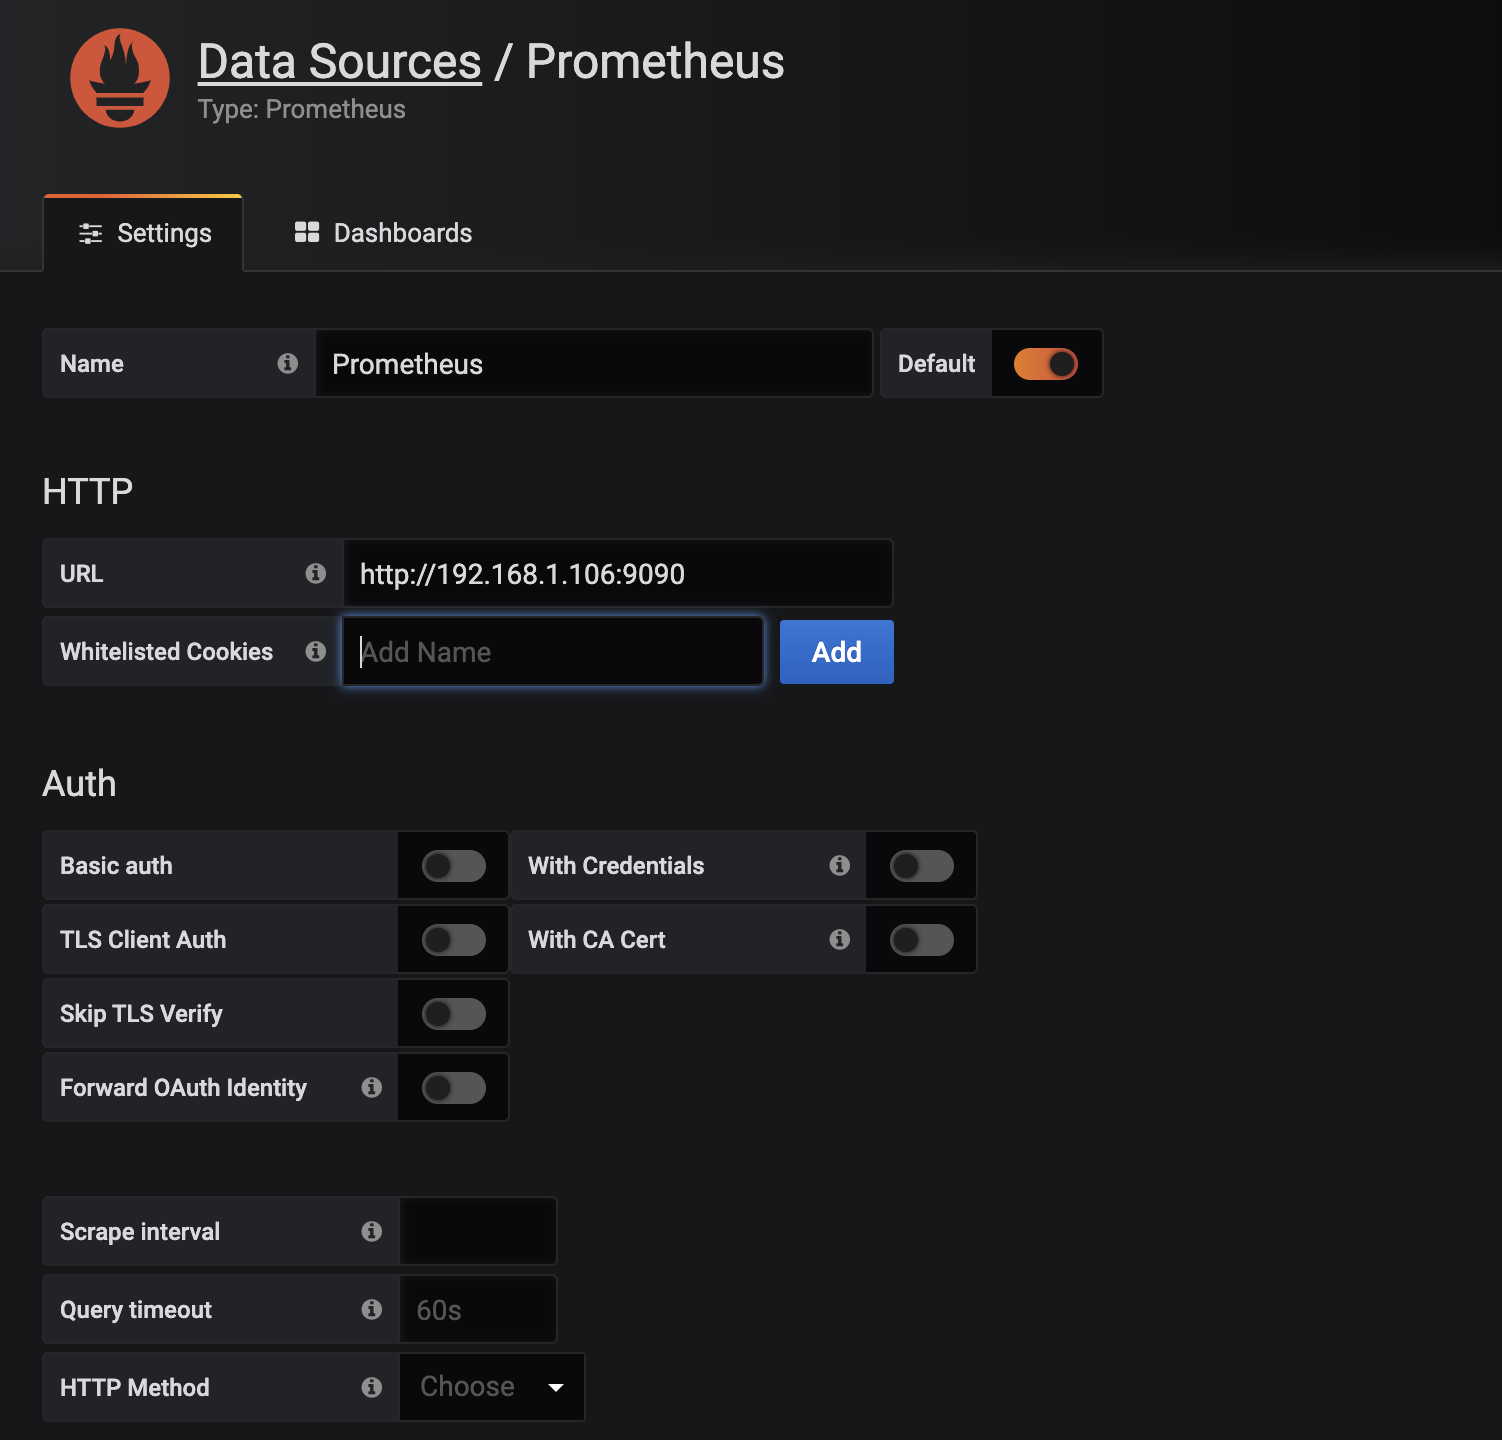 Data Sources / Prometheus
Type: Prometheus
Settings
Dashboards
Name
Prometheus
Default
HTTP
URL
http://192.168.1.106:9090
Whitelisted Cookies
Add Name
Add
Auth
Basic auth
With Credentials
TLS Client Auth
With CA Cert
Skip TLS Verify
Forward OAuth Identity
Scrape interval
Query timeout
60s
HTTP Method
Choose